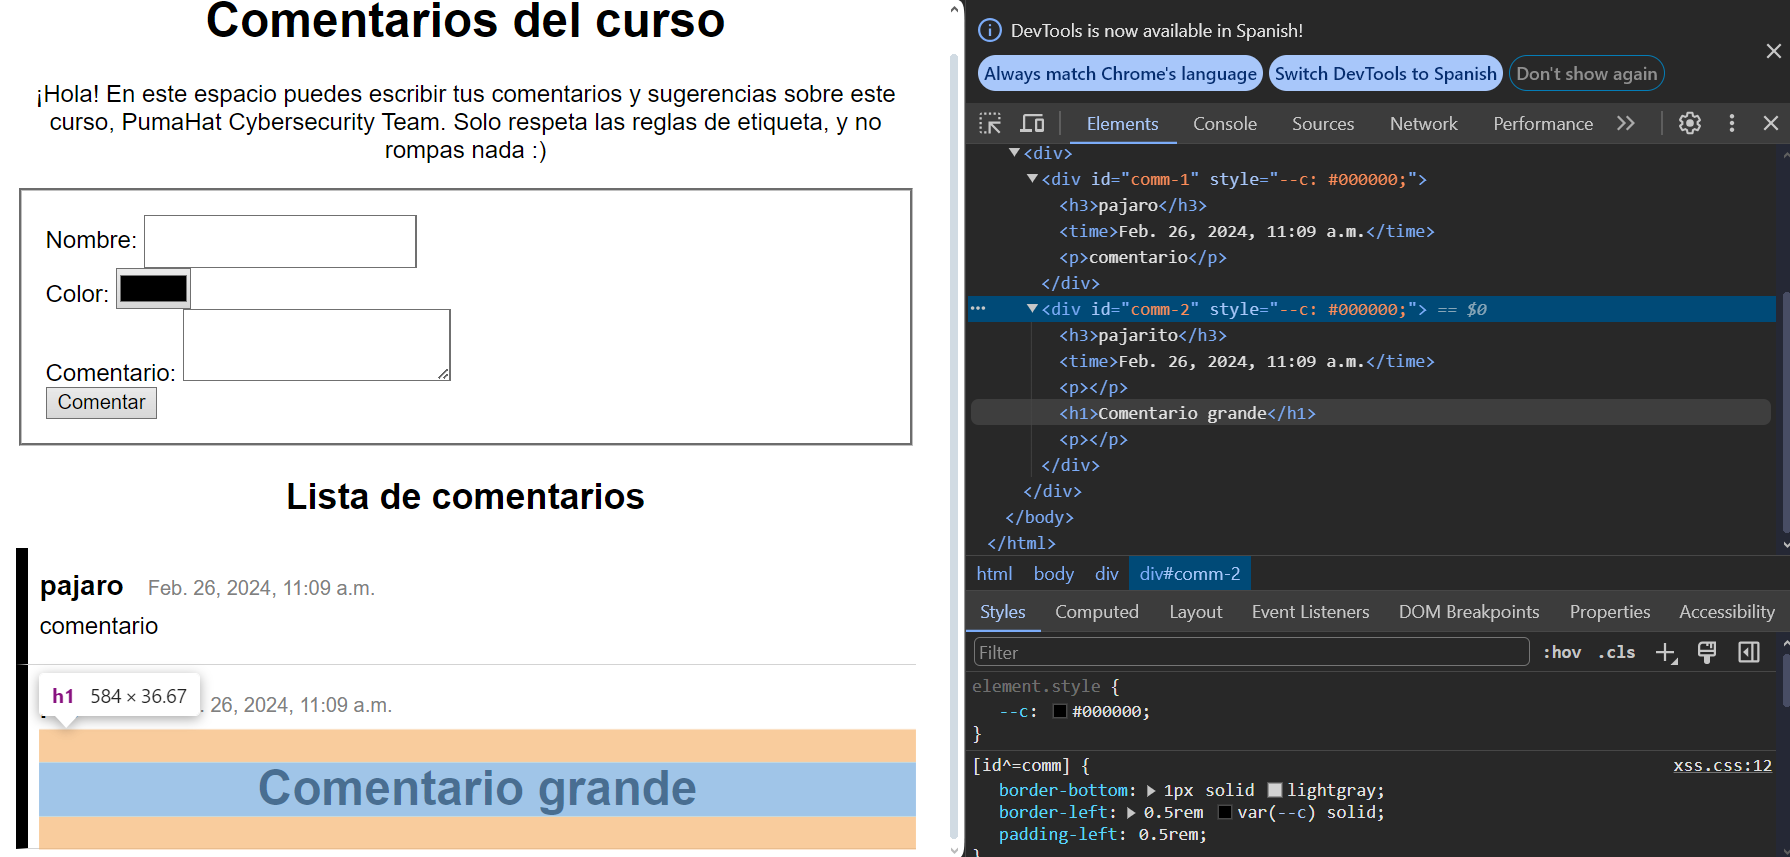 Comentarios del curso
¡Hola! En este espacio puedes escribir tus comentarios y sugerencias sobre este
curso, PumaHat Cybersecurity Team. Solo respeta las reglas de etiqueta, y no
rompas nada :)
Nombre:
Color:
Comentario:
Comentar
Lista de comentarios
pajaro Feb. 26, 2024, 11:09 a.m.
comentario
h1 584 × 36.67
. 26, 2024, 11:09 a.m.
Comentario grande
DevTools is now available in Spanish!
Always match Chrome's language Switch DevTools to Spanish Don't show again
Elements Console Sources Network Performance
<div>
<div id="comm-1" style="--c: #000000;">
<h3>pajaro</h3>
<time>Feb. 26, 2024, 11:09 a.m.</time>
<p>comentario</p>
</div>
<div id="comm-2" style="--c: #000000;"> == $0
<h3>pajarito</h3>
<time>Feb. 26, 2024, 11:09 a.m.</time>
<p></p>
<h1>Comentario grande</h1>
<p></p>
</div>
</div>
</body>
</html>
html body div div#comm-2
Styles Computed Layout Event Listeners DOM Breakpoints Properties Accessibility
Filter :hov .cls
element.style {
--c: #000000;
}
[id^=comm] { xss.css:12
border-bottom: 1px solid lightgray;
border-left: 0.5rem var(--c) solid;
padding-left: 0.5rem;
}